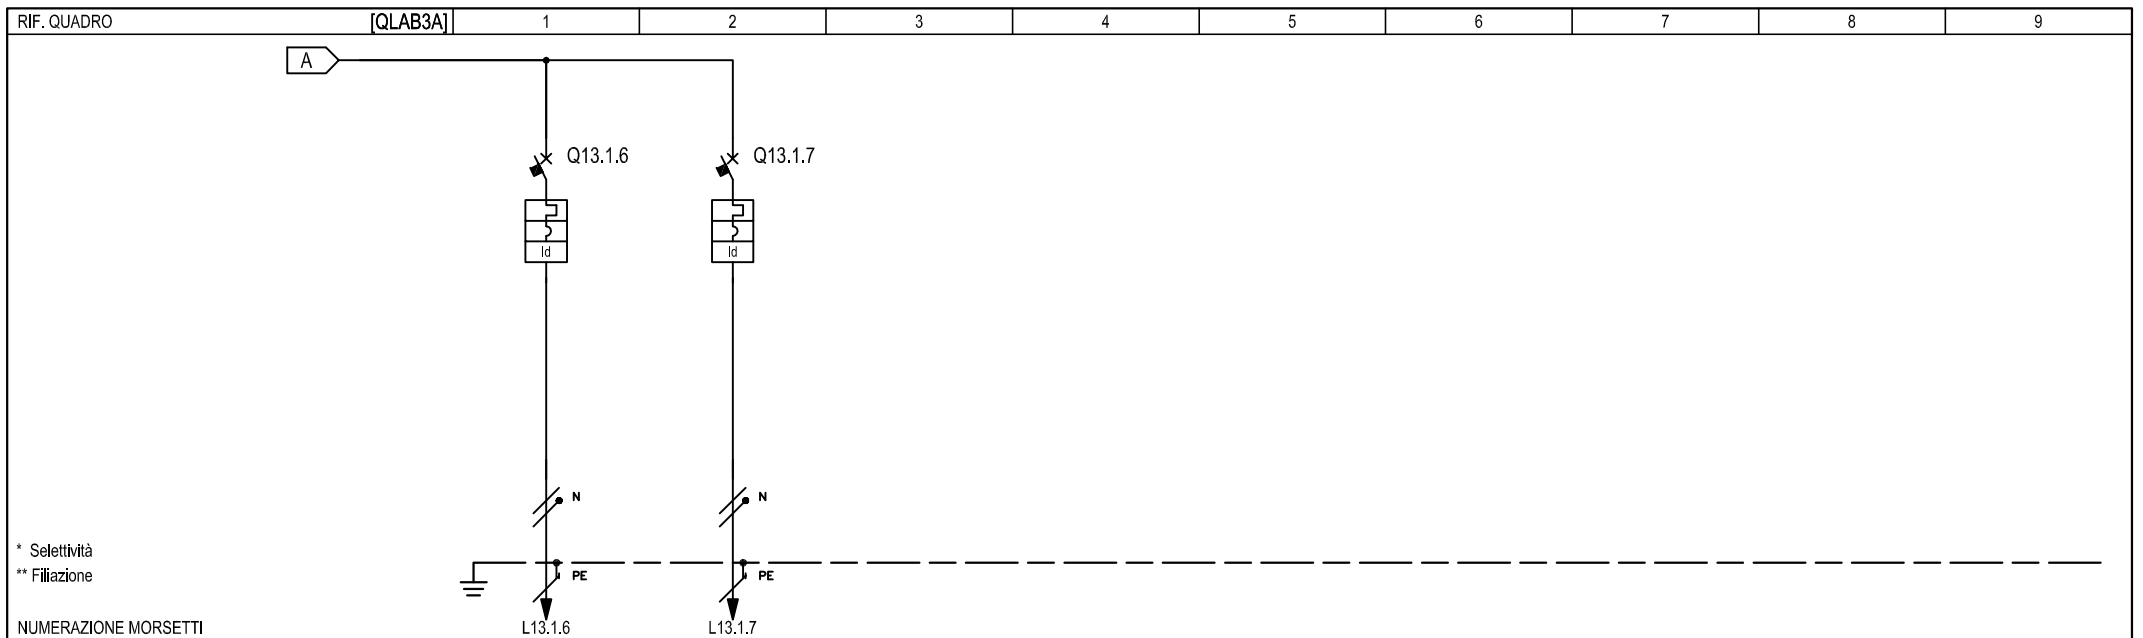 RIF. QUADRO [QLAB3A] 1 2 3 4 5 6 7 8 9
A
Q13.1.6 Q13.1.7
Id Id
N N
* Selettività
** Filiazione
PE PE
NUMERAZIONE MORSETTI L13.1.6 L13.1.7